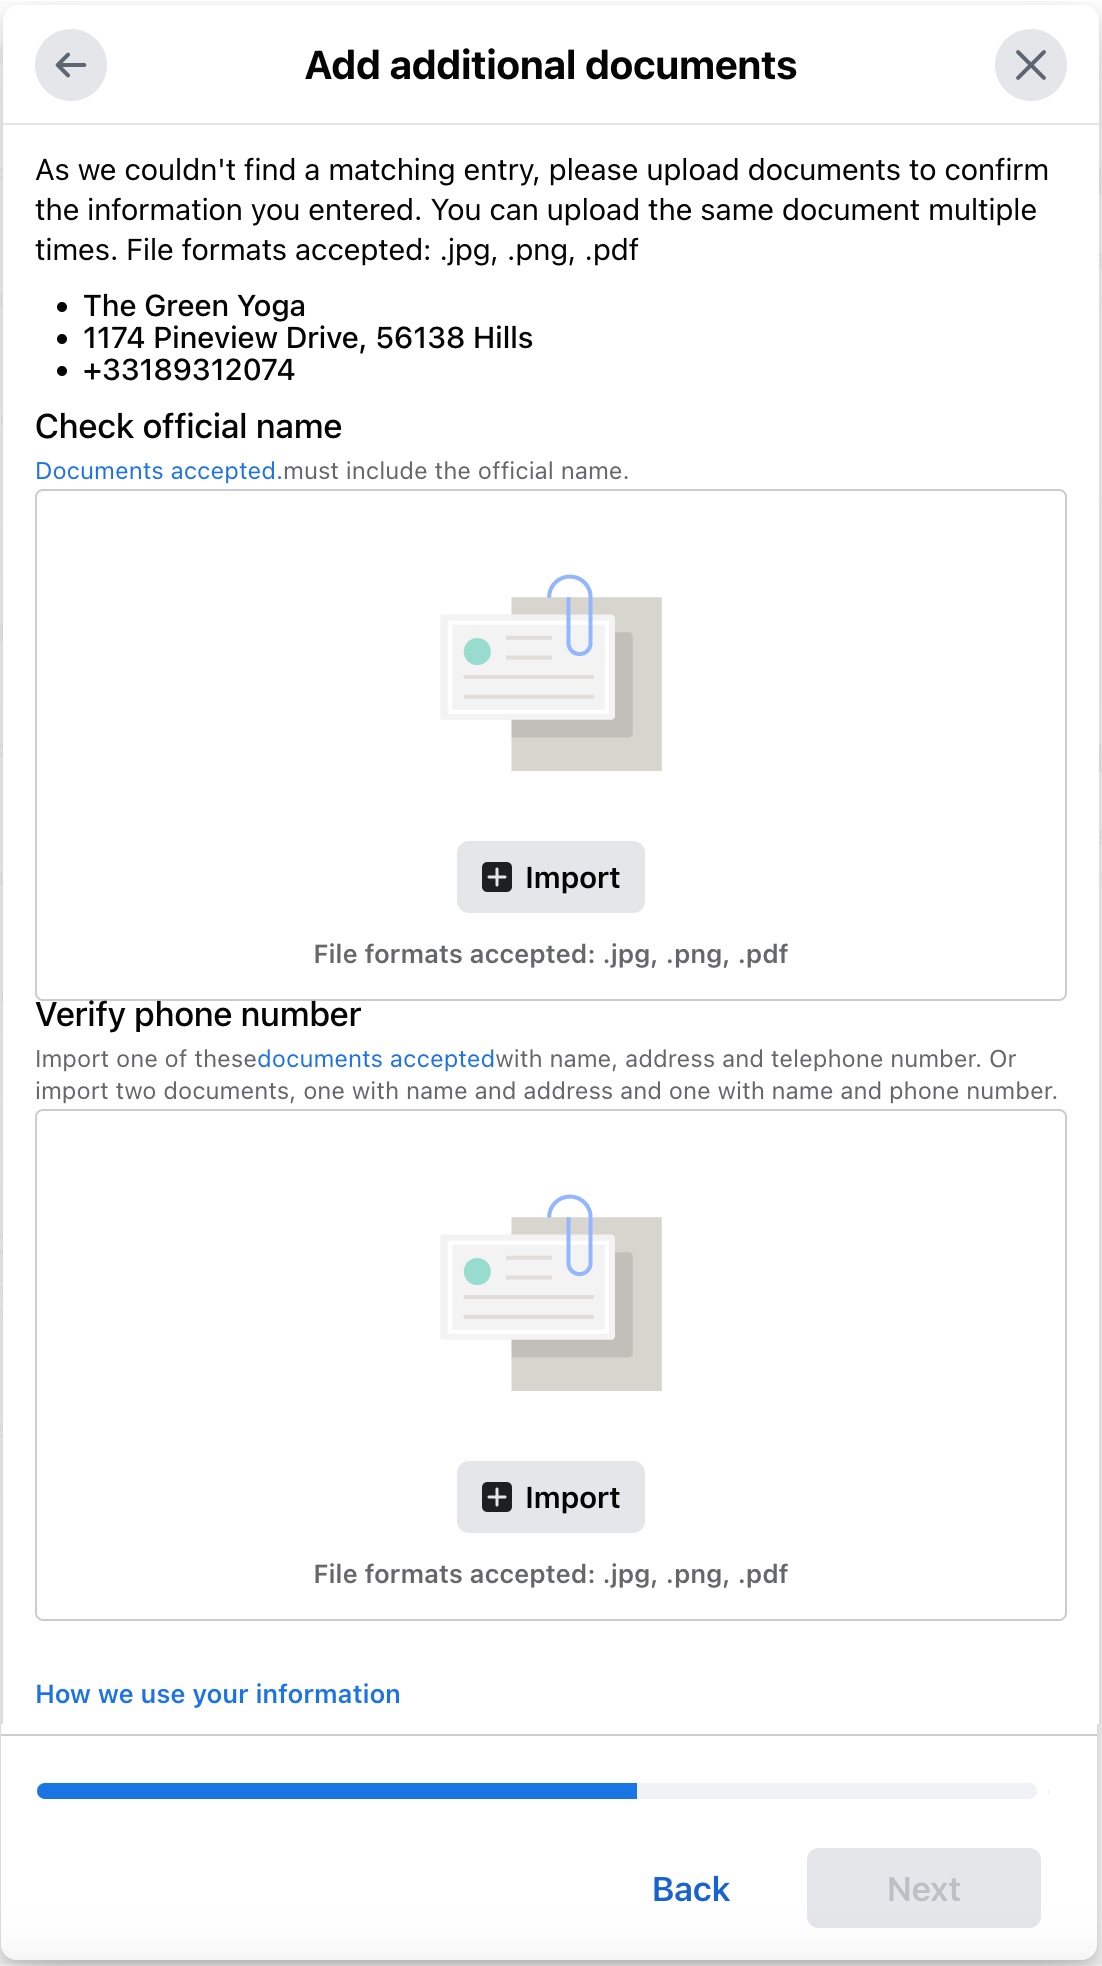 Add additional documents
As we couldn't find a matching entry, please upload documents to confirm
the information you entered. You can upload the same document multiple
times. File formats accepted: .jpg, .png, .pdf
• The Green Yoga
• 1174 Pineview Drive, 56138 Hills
• +33189312074
Check official name
Documents accepted.must include the official name.
Import
File formats accepted: .jpg, .png, .pdf
Verify phone number
Import one of thesedocuments acceptedwith name, address and telephone number. Or
import two documents, one with name and address and one with name and phone number.
Import
File formats accepted: .jpg, .png, .pdf
How we use your information
Back
Next